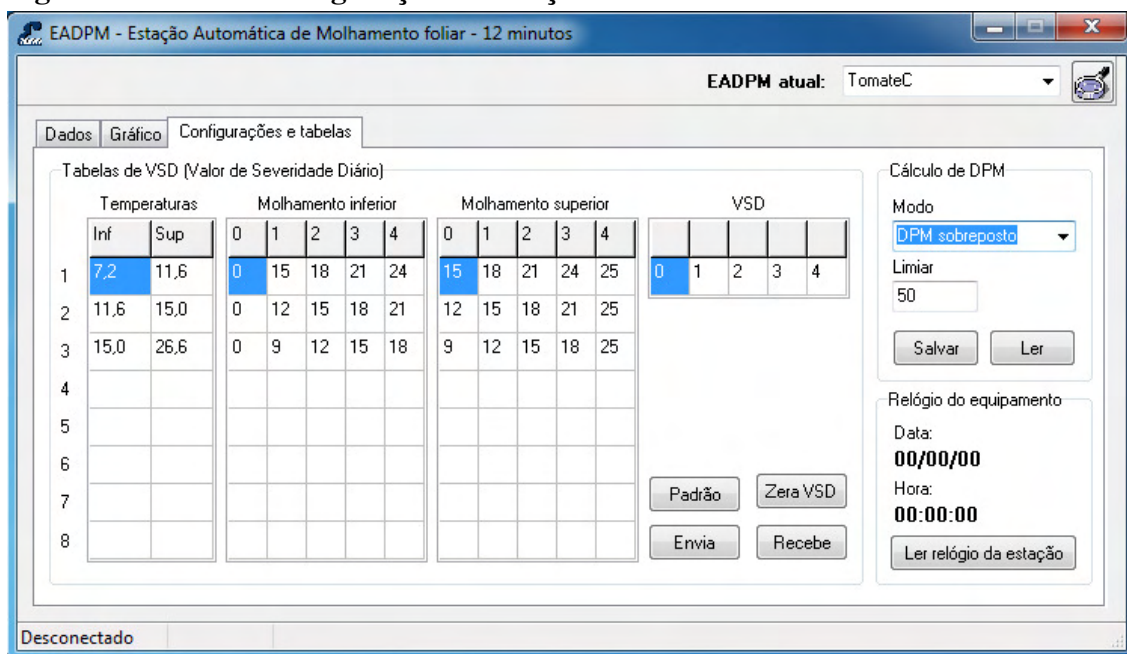 EADPM - Estação Automática de Molhamento foliar - 12 minutos
EADPM atual: TomateC
Dados Gráfico Configurações e tabelas
Tabelas de VSD (Valor de Severidade Diário)
Temperaturas Molhamento inferior Molhamento superior VSD
Inf Sup 0 1 2 3 4 0 1 2 3 4
1 7,2 11,6 0 15 18 21 24 15 18 21 24 25 0 1 2 3 4
2 11,6 15,0 0 12 15 18 21 12 15 18 21 25
3 15,0 26,6 0 9 12 15 18 9 12 15 18 25
4
5
6
7
8
Padrão Zera VSD
Envia Recebe
Cálculo de DPM
Modo
DPM sobreposto
Limiar
50
Salvar Ler
Relógio do equipamento
Data:
00/00/00
Hora:
00:00:00
Ler relógio da estação
Desconectado